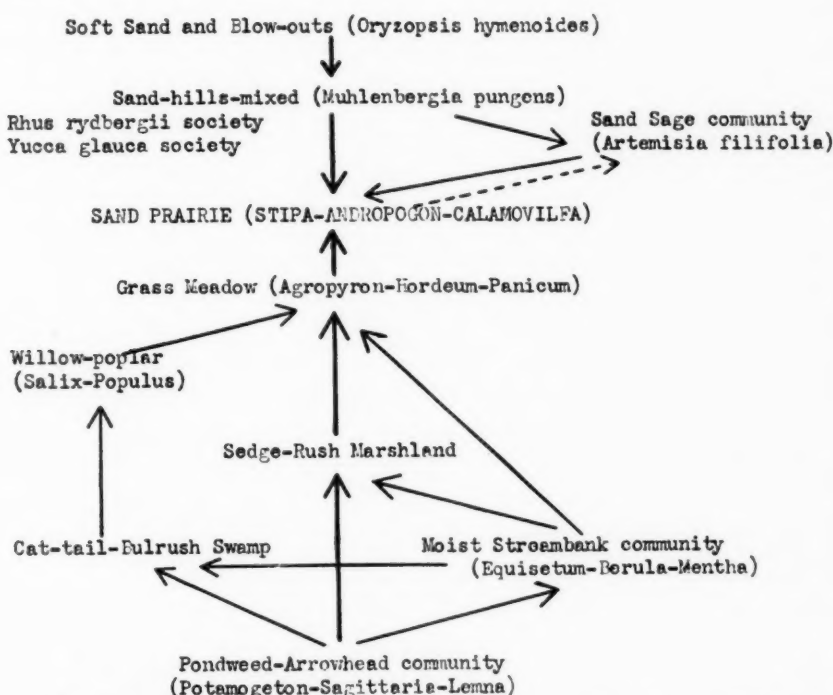 Soft Sand and Blow-outs (Oryzopsis hymenoides)
Sand-hills-mixed (Muhlenbergia pungens)
Rhus rydbergii society
Yucca glauca society
Sand Sage community
(Artemisia filifolia)
SAND PRAIRIE (STIPA-ANDROPOGON-CALAMOVILFA)
Grass Meadow (Agropyron-Hordeum-Panicum)
Willow-poplar
(Salix-Populus)
Sedge-Rush Marshland
Cat-tail-Bulrush Swamp
Moist Streambank community
(Equisetum-Berula-Mentha)
Pondweed-Arrowhead community
(Potamogeton-Sagittaria-Lemna)